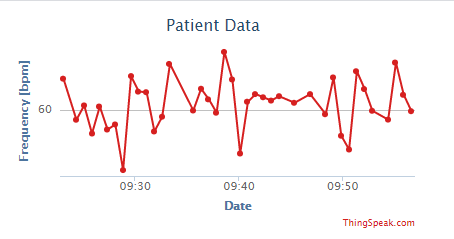 Patient Data
Frequency [bpm]
60
09:30 09:40 09:50
Date
ThingSpeak.com